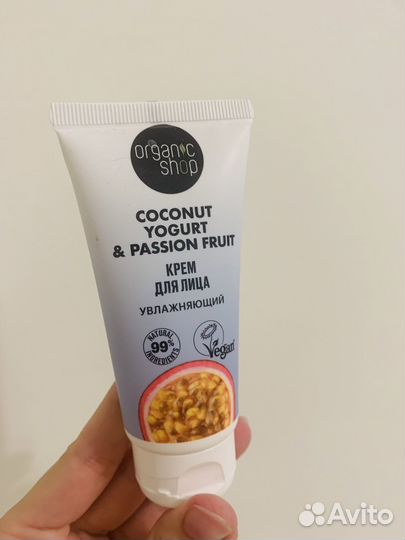 organic
shop
COCONUT
YOGURT
& PASSION FRUIT
КРЕМ
ДЛЯ ЛИЦА
УВЛАЖНЯЮЩИЙ
NATURAL
99%
INGREDIENTS
Vegan
Avito